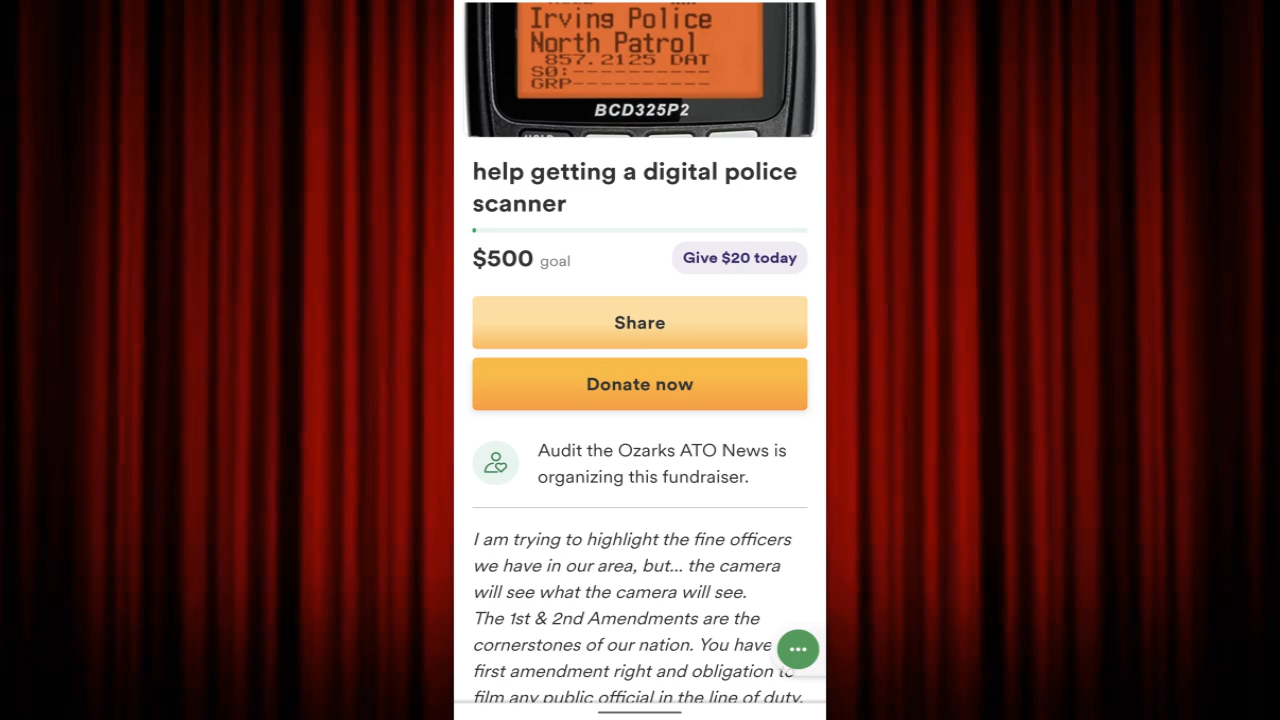 Irving Police
North Patrol
857.2125 DAT
S0:----------
GRP----------
BCD325P2
help getting a digital police
scanner
$500 goal
Give $20 today
Share
Donate now
Audit the Ozarks ATO News is
organizing this fundraiser.
I am trying to highlight the fine officers
we have in our area, but... the camera
will see what the camera will see.
The 1st & 2nd Amendments are the
cornerstones of our nation. You have
first amendment right and obligation to
film any public official in the line of duty.